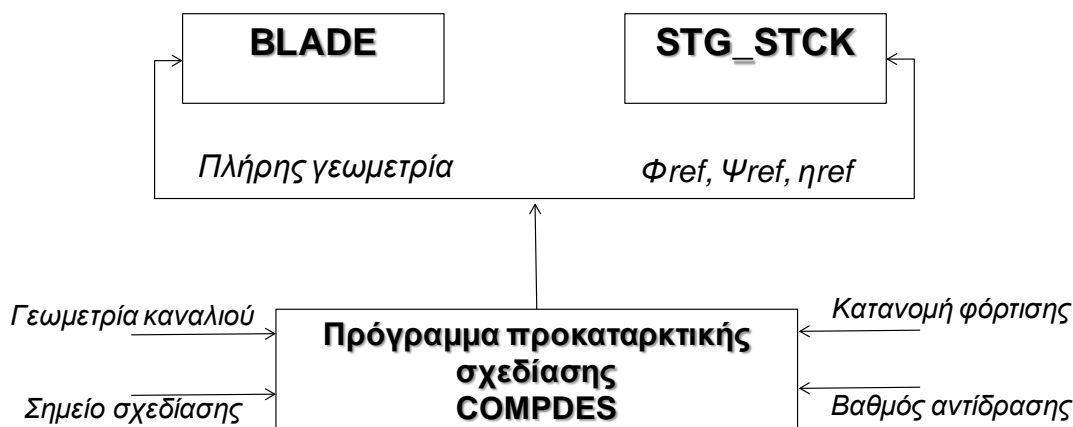 BLADE
STG_STCK
Πλήρης γεωμετρία
Φref, Ψref, ηref
Γεωμετρία καναλιού
Κατανομή φόρτισης
Πρόγραμμα προκαταρκτικής
σχεδίασης
COMPDES
Σημείο σχεδίασης
Βαθμός αντίδρασης